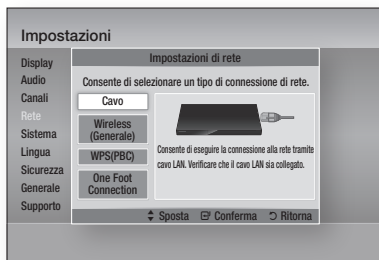 Impostazioni
Display
Audio
Canali
Rete
Sistema
Lingua
Sicurezza
Generale
Supporto
Impostazioni di rete
Consente di selezionare un tipo di connessione di rete.
Cavo
Wireless
(Generale)
WPS(PBC)
One Foot
Connection
Consente di eseguire la connessione alla rete tramite
cavo LAN. Verificare che il cavo LAN sia collegato.
Sposta Conferma Ritorna